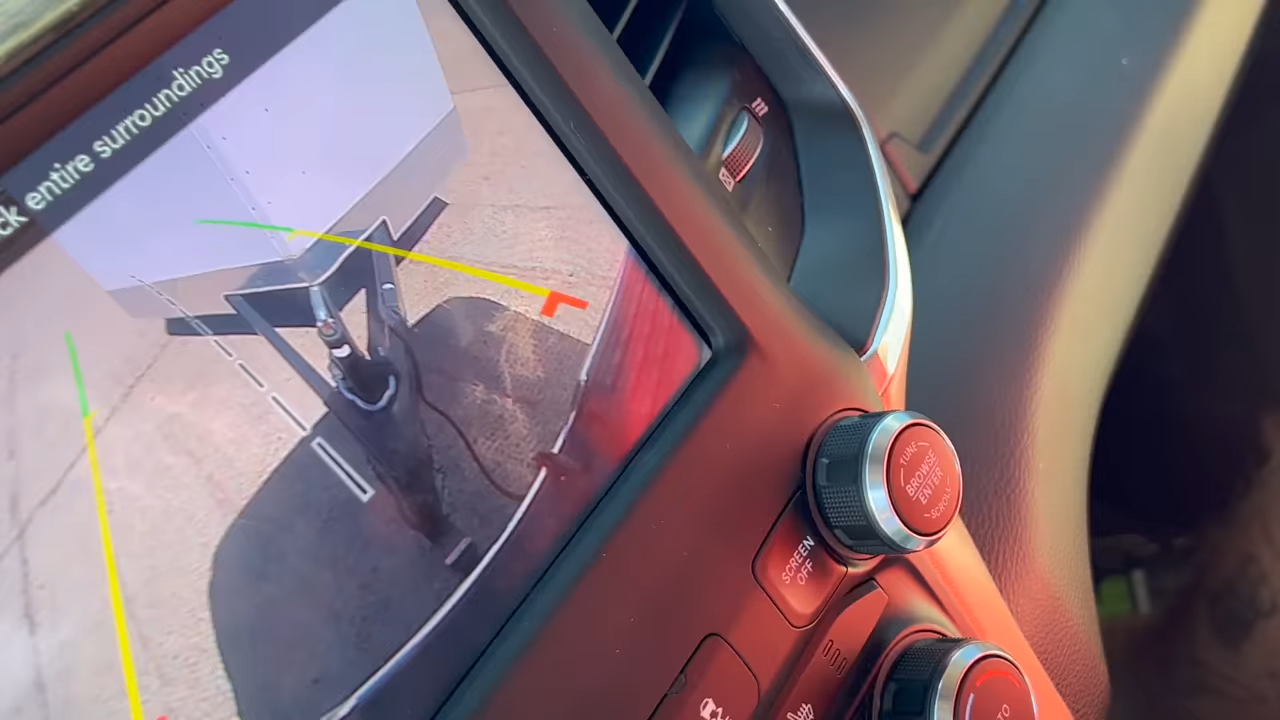 ck entire surroundings
TUNE
BROWSE
ENTER
SCROLL
SCREEN
OFF